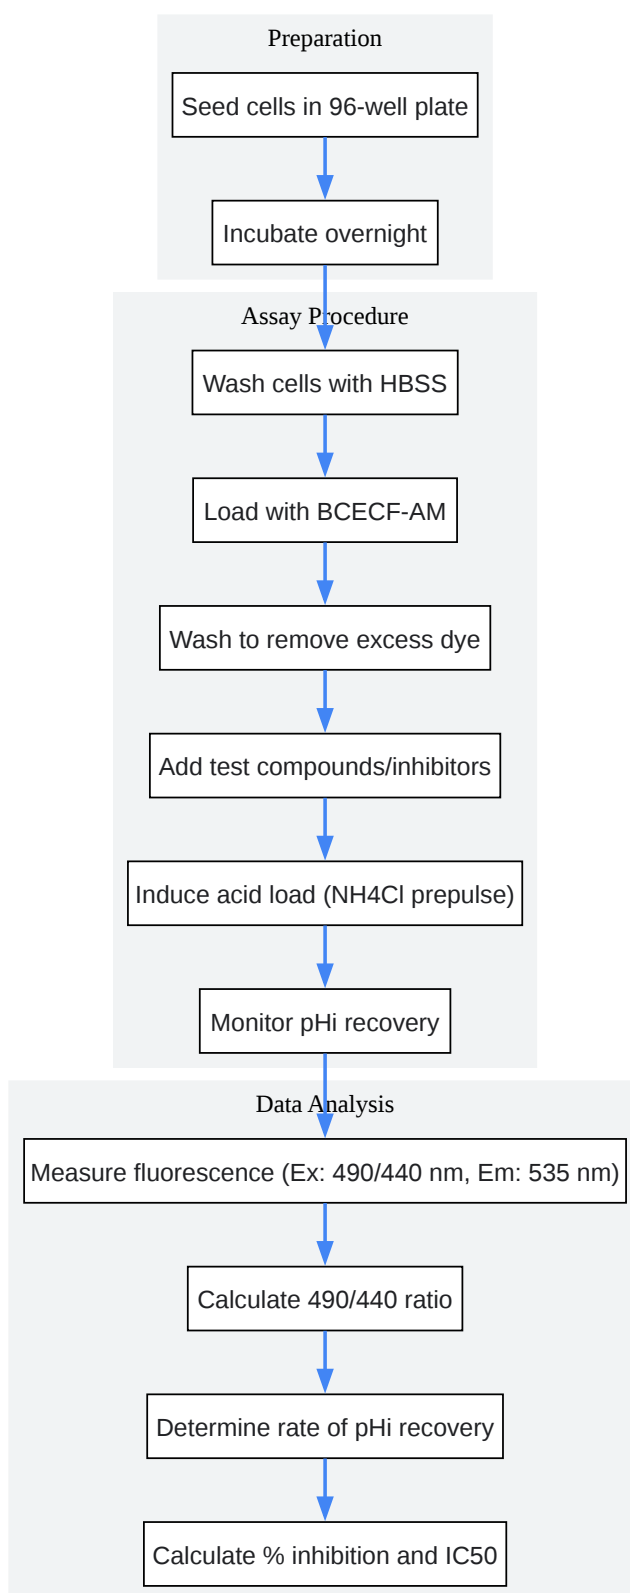 Preparation
Seed cells in 96-well plate
Incubate overnight
Assay Procedure
Wash cells with HBSS
Load with BCECF-AM
Wash to remove excess dye
Add test compounds/inhibitors
Induce acid load (NH4Cl prepulse)
Monitor pHi recovery
Data Analysis
Measure fluorescence (Ex: 490/440 nm, Em: 535 nm)
Calculate 490/440 ratio
Determine rate of pHi recovery
Calculate % inhibition and IC50